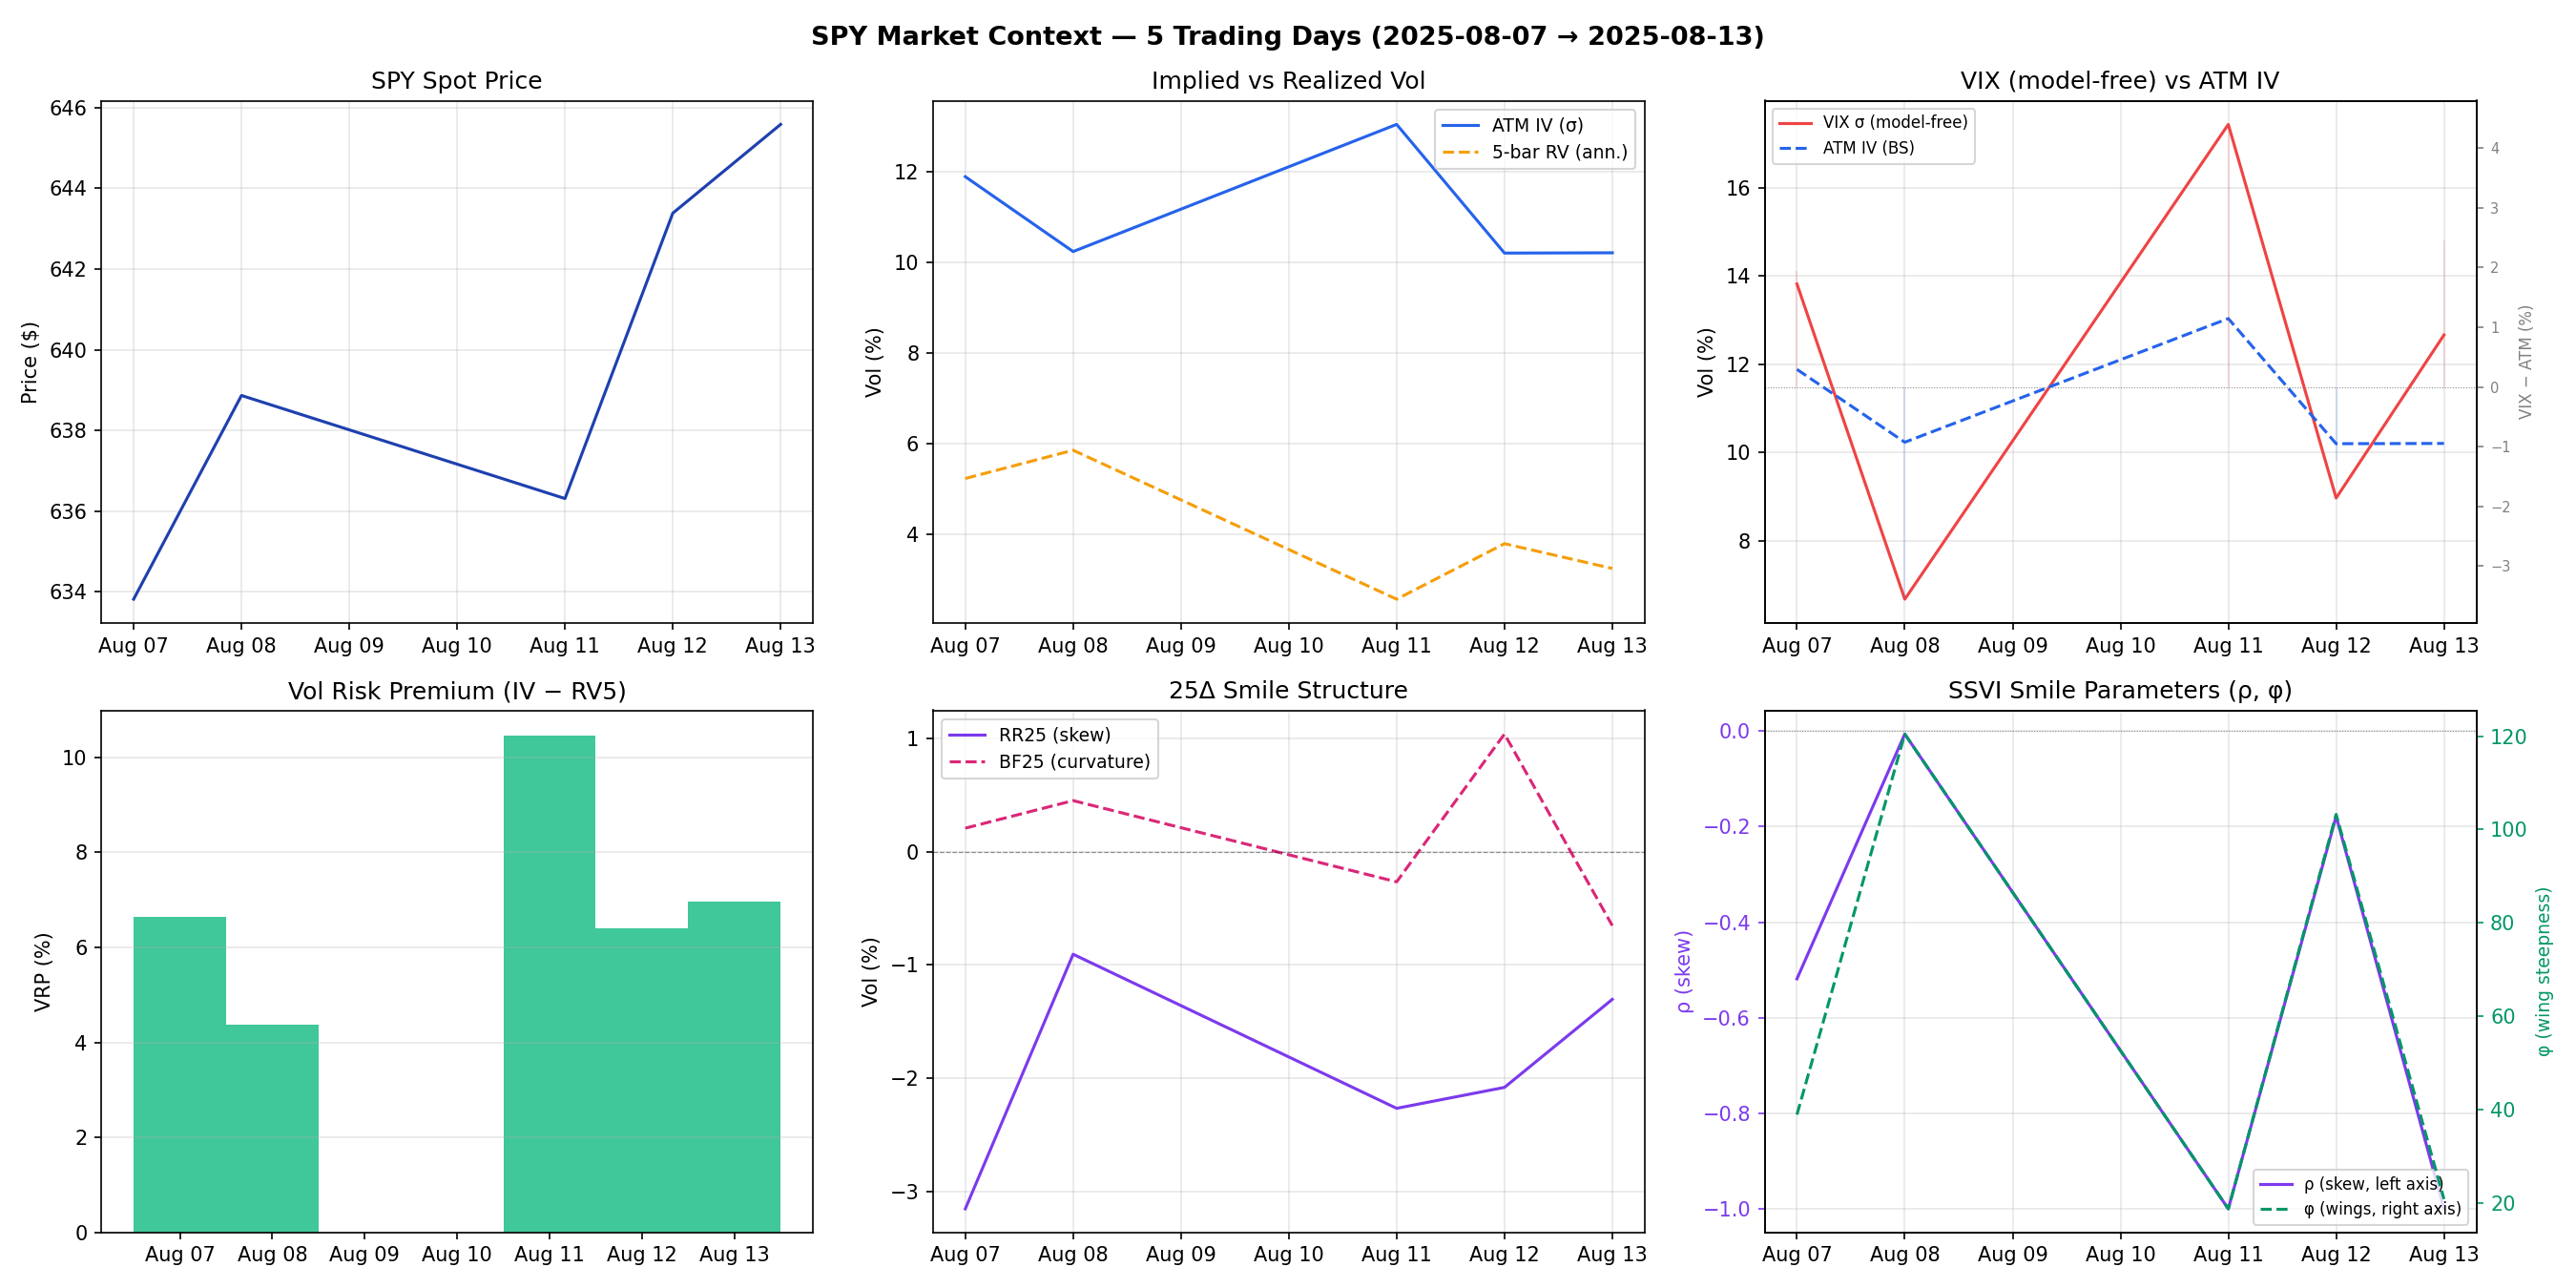 SPY Market Context — 5 Trading Days (2025-08-07 → 2025-08-13)
SPY Spot Price
Price ($)
646
644
642
640
638
636
634
Aug 07 Aug 08 Aug 09 Aug 10 Aug 11 Aug 12 Aug 13
Implied vs Realized Vol
Vol (%)
12
10
8
6
4
ATM IV (σ)
5-bar RV (ann.)
Aug 07 Aug 08 Aug 09 Aug 10 Aug 11 Aug 12 Aug 13
VIX (model-free) vs ATM IV
Vol (%)
16
14
12
10
8
VIX σ (model-free)
ATM IV (BS)
4
3
2
1
0
−1
−2
−3
VIX − ATM (%)
Aug 07 Aug 08 Aug 09 Aug 10 Aug 11 Aug 12 Aug 13
Vol Risk Premium (IV − RV5)
VRP (%)
10
8
6
4
2
0
Aug 07 Aug 08 Aug 09 Aug 10 Aug 11 Aug 12 Aug 13
25Δ Smile Structure
Vol (%)
1
0
−1
−2
−3
RR25 (skew)
BF25 (curvature)
Aug 07 Aug 08 Aug 09 Aug 10 Aug 11 Aug 12 Aug 13
SSVI Smile Parameters (ρ, φ)
ρ (skew)
0.0
−0.2
−0.4
−0.6
−0.8
−1.0
120
100
80
60
40
20
φ (wing steepness)
ρ (skew, left axis)
φ (wings, right axis)
Aug 07 Aug 08 Aug 09 Aug 10 Aug 11 Aug 12 Aug 13